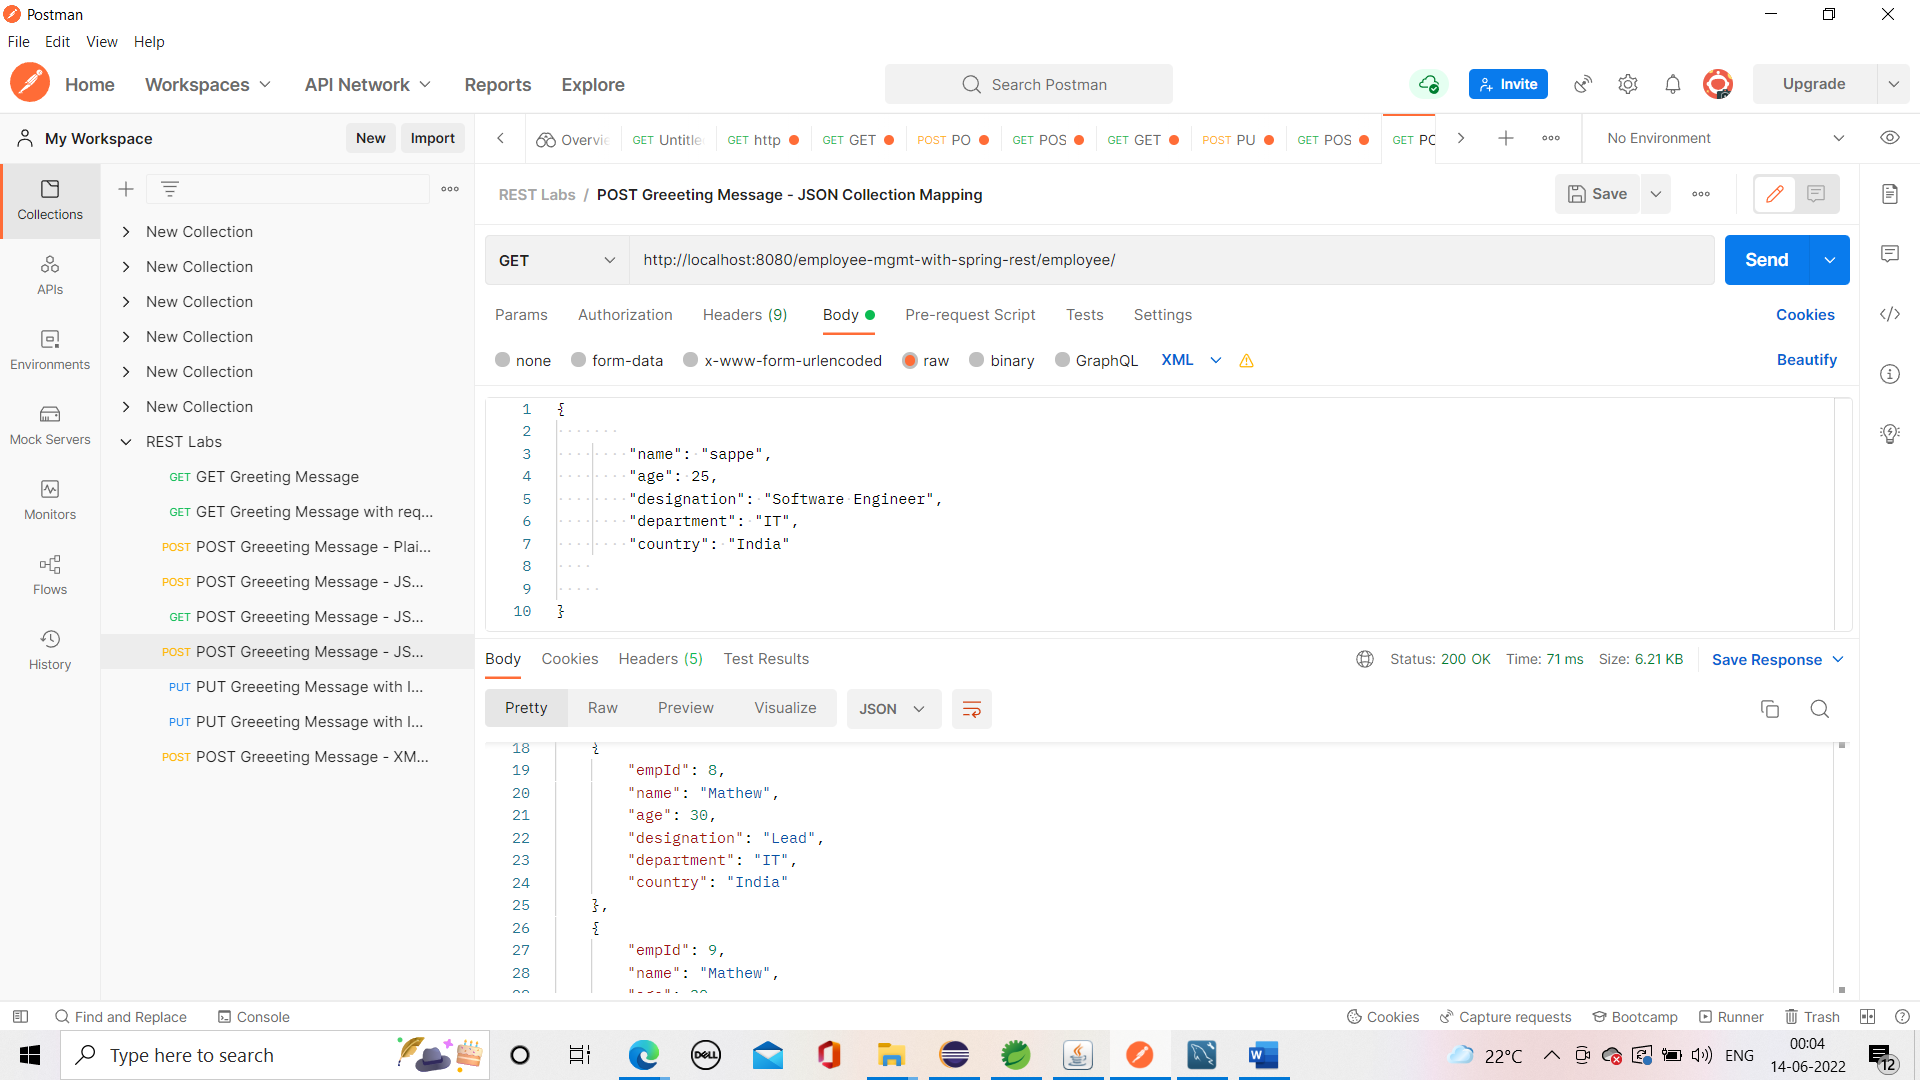 Postman
File Edit View Help
Home Workspaces API Network Reports Explore
Search Postman
Invite
Upgrade
My Workspace New Import
Overvie GET Untitle GET http GET GET POST PO GET POS GET GET POST PU GET POS GET PO
No Environment
Collections
APIs
Environments
Mock Servers
Monitors
Flows
History
New Collection
New Collection
New Collection
New Collection
New Collection
New Collection
REST Labs
GET GET Greeting Message
GET GET Greeting Message with req...
POST POST Greeeting Message - Plai...
POST POST Greeeting Message - JS...
GET POST Greeeting Message - JS...
POST POST Greeeting Message - JS...
PUT PUT Greeeting Message with I...
PUT PUT Greeeting Message with I...
POST POST Greeeting Message - XM...
REST Labs / POST Greeeting Message - JSON Collection Mapping
Save
GET http://localhost:8080/employee-mgmt-with-spring-rest/employee/ Send
Params Authorization Headers (9) Body Pre-request Script Tests Settings Cookies
none form-data x-www-form-urlencoded raw binary GraphQL XML Beautify
1 {
2
3 "name": "sappe",
4 "age": 25,
5 "designation": "Software Engineer",
6 "department": "IT",
7 "country": "India"
8
9
10 }
Body Cookies Headers (5) Test Results Status: 200 OK Time: 71 ms Size: 6.21 KB Save Response
Pretty Raw Preview Visualize JSON
18 {
19 "empId": 8,
20 "name": "Mathew",
21 "age": 30,
22 "designation": "Lead",
23 "department": "IT",
24 "country": "India"
25 },
26 {
27 "empId": 9,
28 "name": "Mathew",
Find and Replace Console Cookies Capture requests Bootcamp Runner Trash
Type here to search
DELL
W
22°C
ENG
00:04
14-06-2022
12